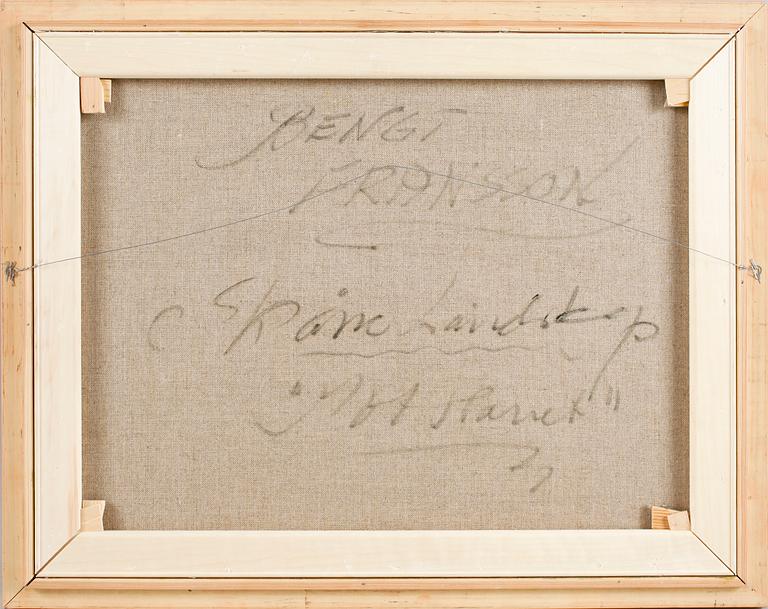 BENGT
FRANSSON
Skåne Landskap
"Mot Havet"